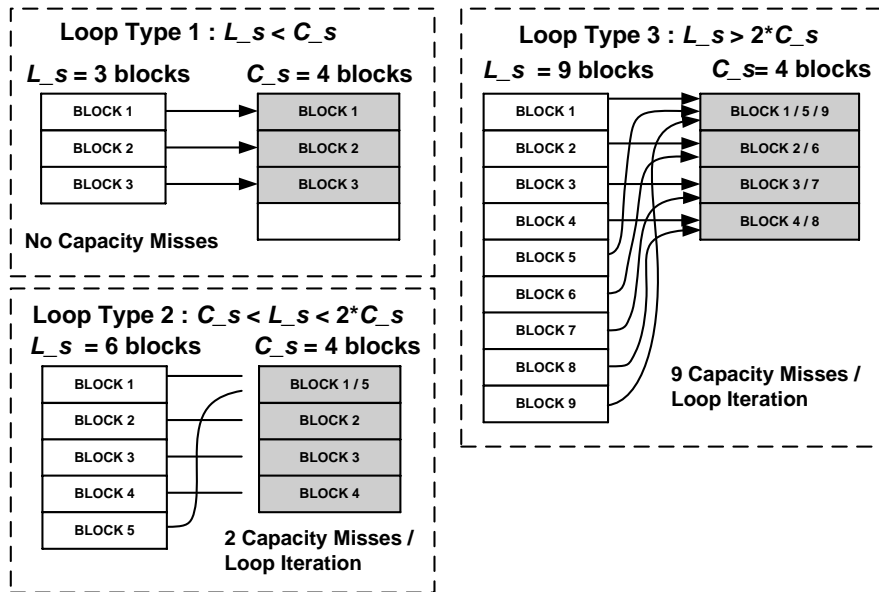 Loop Type 1 : L_s < C_s
L_s = 3 blocks
C_s = 4 blocks
BLOCK 1
BLOCK 2
BLOCK 3
BLOCK 1
BLOCK 2
BLOCK 3
No Capacity Misses
Loop Type 2 : C_s < L_s < 2*C_s
L_s = 6 blocks
C_s = 4 blocks
BLOCK 1
BLOCK 2
BLOCK 3
BLOCK 4
BLOCK 5
BLOCK 1 / 5
BLOCK 2
BLOCK 3
BLOCK 4
2 Capacity Misses /
Loop Iteration
Loop Type 3 : L_s > 2*C_s
L_s = 9 blocks
C_s= 4 blocks
BLOCK 1
BLOCK 2
BLOCK 3
BLOCK 4
BLOCK 5
BLOCK 6
BLOCK 7
BLOCK 8
BLOCK 9
BLOCK 1 / 5 / 9
BLOCK 2 / 6
BLOCK 3 / 7
BLOCK 4 / 8
9 Capacity Misses /
Loop Iteration